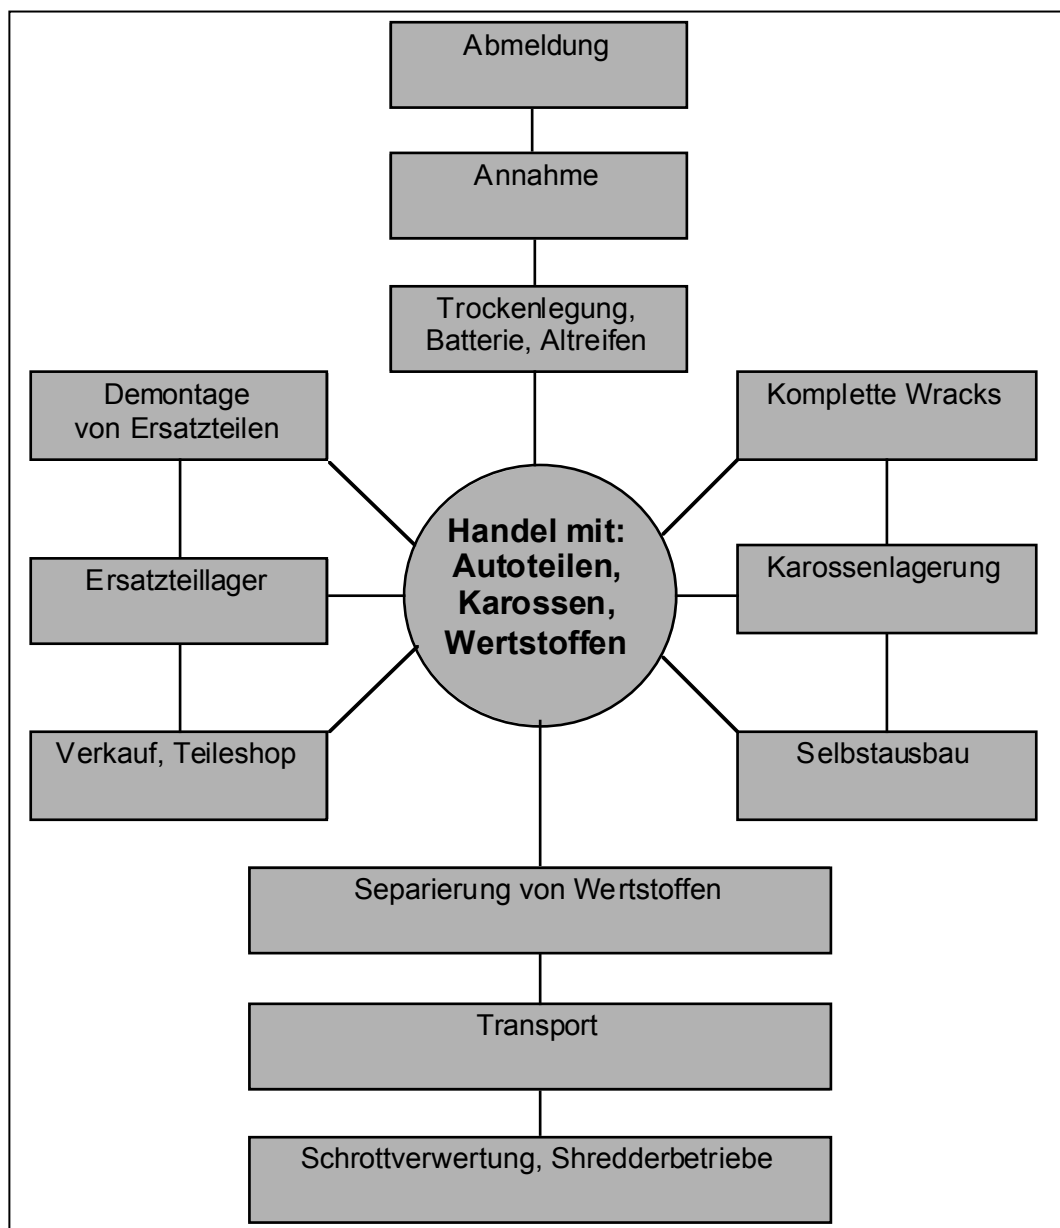 Abmeldung
Annahme
Trockenlegung,
Batterie, Altreifen
Demontage
von Ersatzteilen
Komplette Wracks
Handel mit:
Autoteilen,
Karossen,
Wertstoffen
Ersatzteillager
Karossenlagerung
Verkauf, Teileshop
Selbstausbau
Separierung von Wertstoffen
Transport
Schrottverwertung, Shredderbetriebe